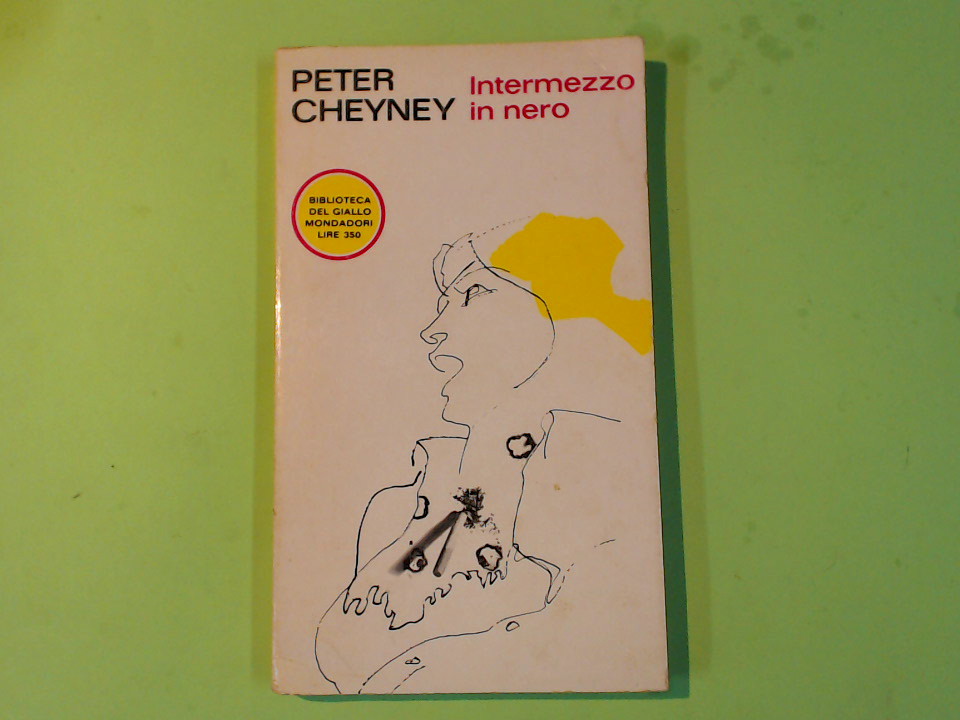 PETER
CHEYNEY
Intermezzo
in nero
BIBLIOTECA
DEL GIALLO
MONDADORI
LIRE 350